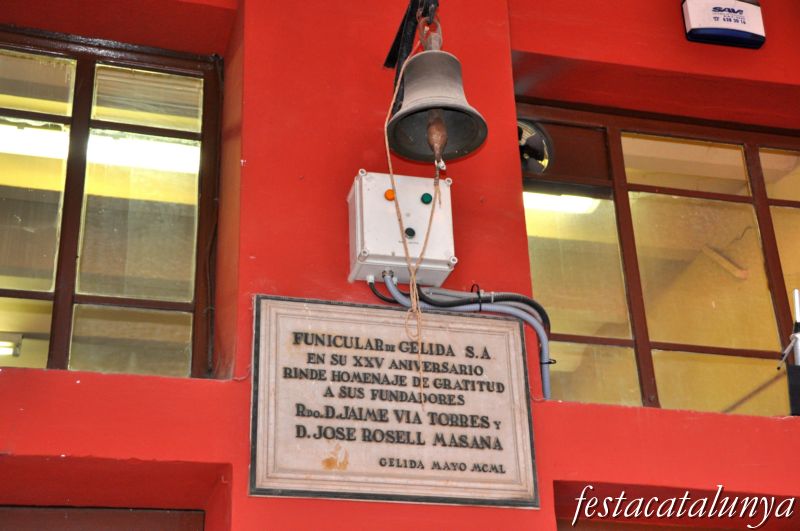 SAV
FUNICULAR DE GELIDA S.A.
EN SU XXV ANIVERSARIO
RINDE HOMENAJE DE GRATITUD
A SUS FUNDADORES
RDO. D. JAIME VIA TORRES Y
D. JOSE ROSELL MASANA
GELIDA MAYO MCML
festacatalunya